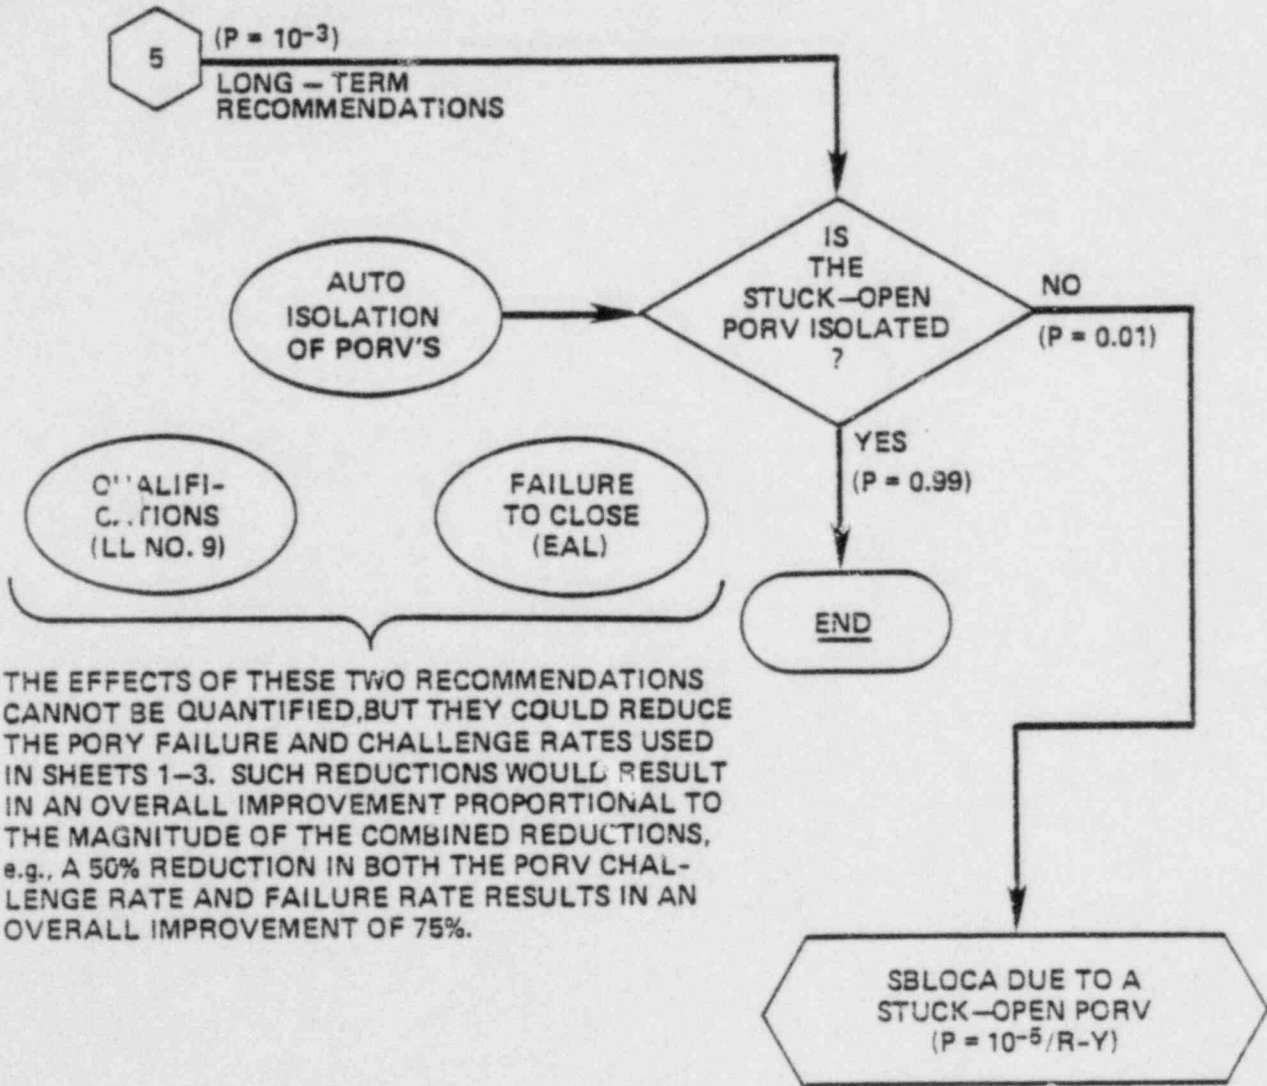 5
(P = 10⁻³)
LONG – TERM
RECOMMENDATIONS
IS
THE
STUCK–OPEN
PORV ISOLATED
?
NO
(P = 0.01)
AUTO
ISOLATION
OF PORV'S
YES
(P = 0.99)
(LL NO. 9)
FAILURE
TO CLOSE
(EAL)
END
THE EFFECTS OF THESE TWO RECOMMENDATIONS
CANNOT BE QUANTIFIED, BUT THEY COULD REDUCE
THE PORV FAILURE AND CHALLENGE RATES USED
IN SHEETS 1–3. SUCH REDUCTIONS WOULD RESULT
IN AN OVERALL IMPROVEMENT PROPORTIONAL TO
THE MAGNITUDE OF THE COMBINED REDUCTIONS,
e.g., A 50% REDUCTION IN BOTH THE PORV CHAL-
LENGE RATE AND FAILURE RATE RESULTS IN AN
OVERALL IMPROVEMENT OF 75%.
SBLOCA DUE TO A
STUCK–OPEN PORV
(P = 10⁻⁵/R-Y)